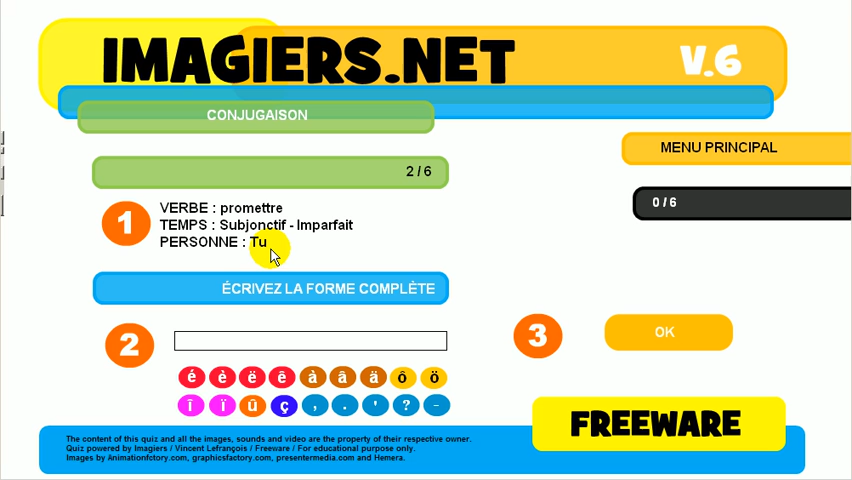 IMAGIERS.NET
V.6
CONJUGAISON
MENU PRINCIPAL
2 / 6
0 / 6
1
VERBE : promettre
TEMPS : Subjonctif - Imparfait
PERSONNE : Tu
ÉCRIVEZ LA FORME COMPLÈTE
2
3
OK
é è ë ê à â ä ô ö
î ï û ç , . ' ? -
FREEWARE
The content of this quiz and all the images, sounds and video are the property of their respective owner.
Quiz powered by Imagiers / Vincent Lefrançois / Freeware / For educational purpose only.
Images by Animationfctory.com, graphicsfactory.com, presentermedia.com and Hemera.